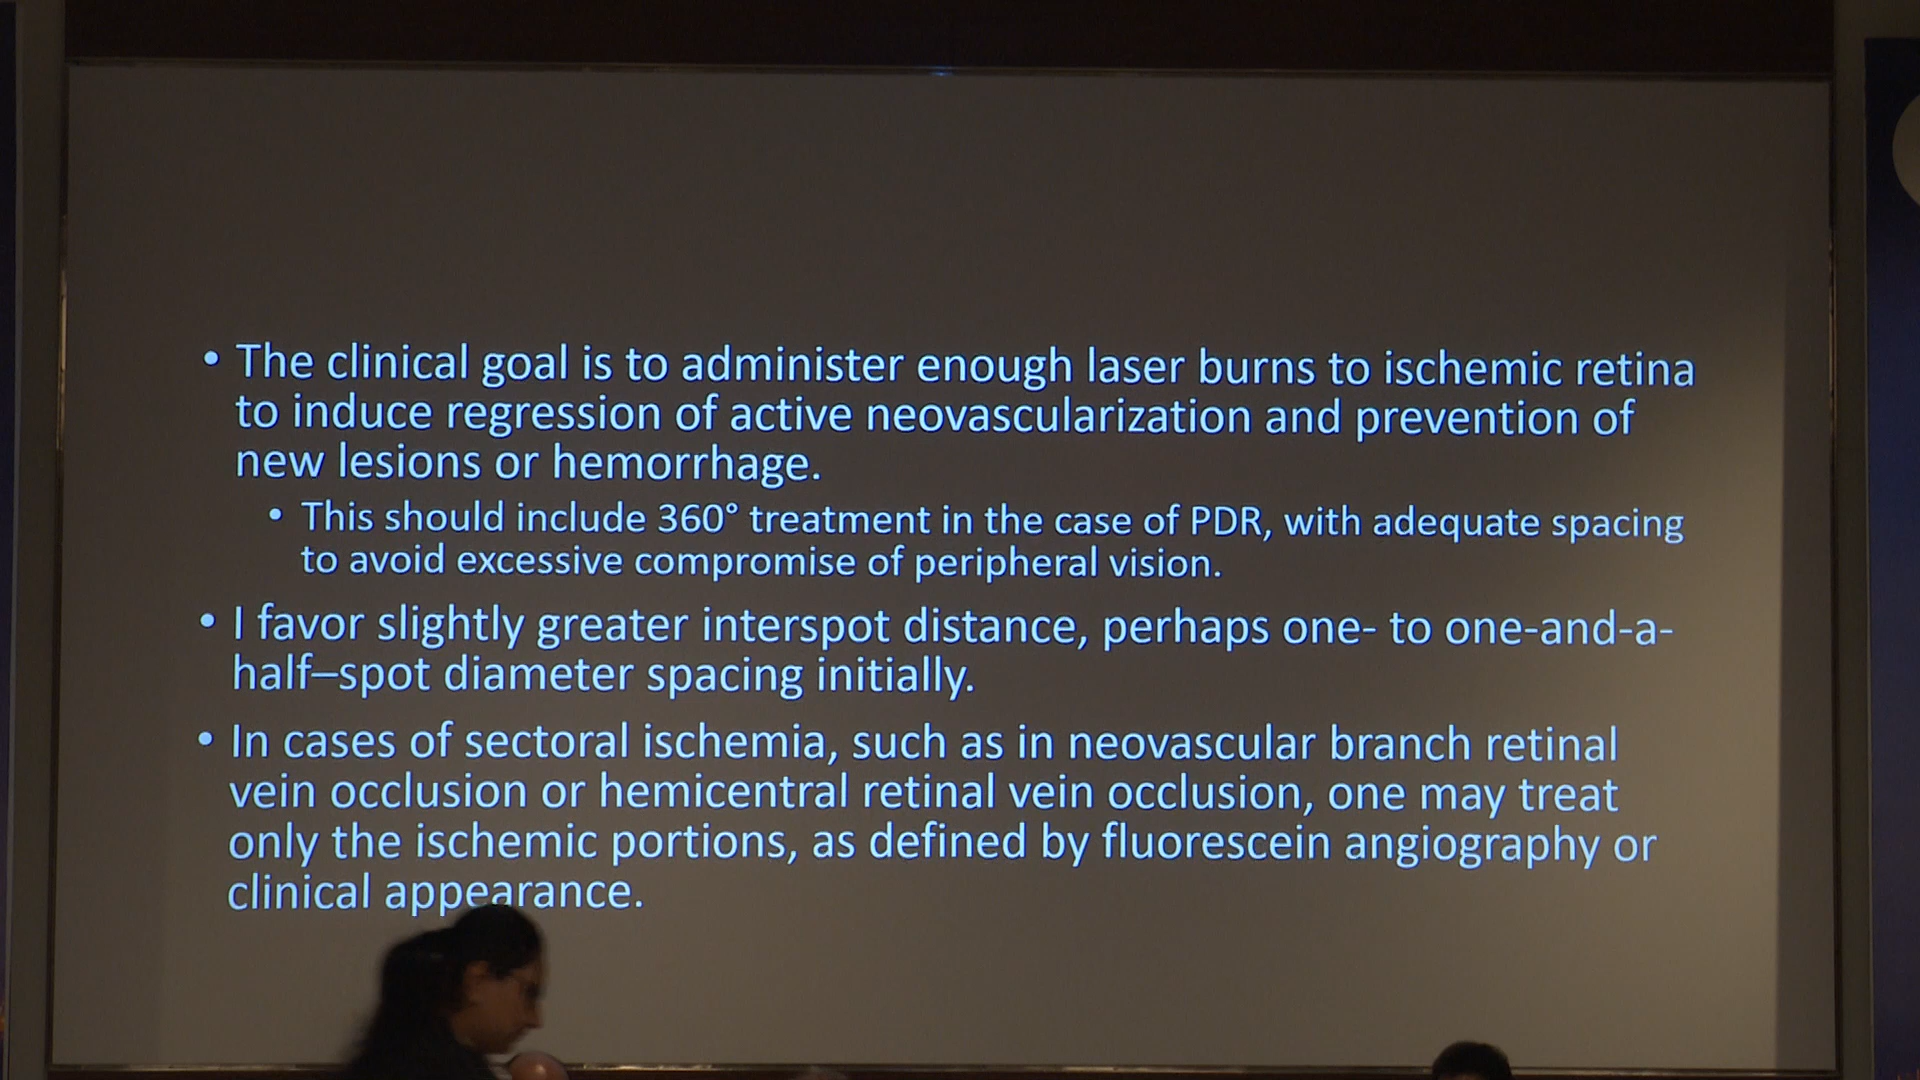 • The clinical goal is to administer enough laser burns to ischemic retina
to induce regression of active neovascularization and prevention of
new lesions or hemorrhage.
• This should include 360° treatment in the case of PDR, with adequate spacing
to avoid excessive compromise of peripheral vision.
• I favor slightly greater interspot distance, perhaps one- to one-and-a-
half–spot diameter spacing initially.
• In cases of sectoral ischemia, such as in neovascular branch retinal
vein occlusion or hemicentral retinal vein occlusion, one may treat
only the ischemic portions, as defined by fluorescein angiography or
clinical appearance.